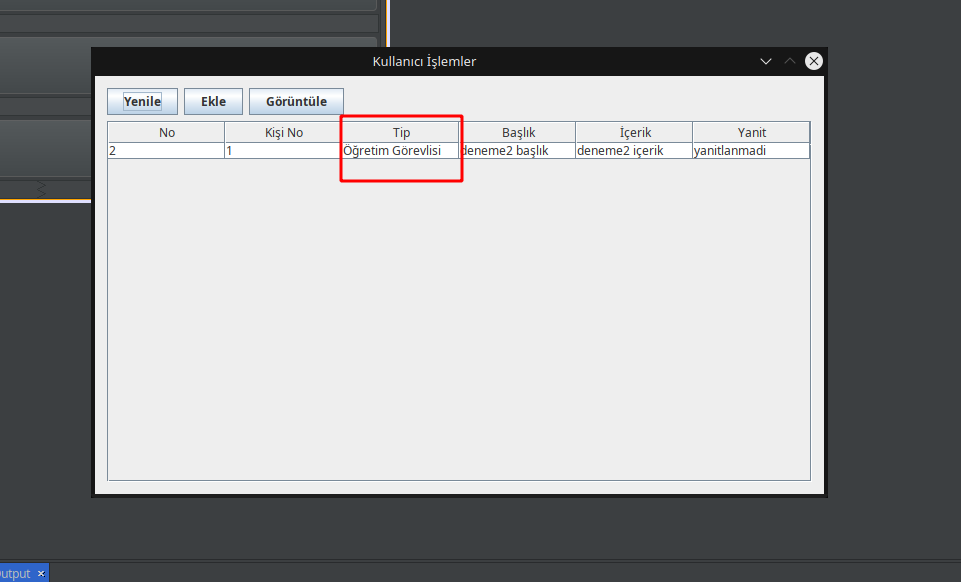 Kullanıcı İşlemler
Yenile Ekle Görüntüle
No Kişi No Tip Başlık İçerik Yanit
2 1 Öğretim Görevlisi deneme2 başlık deneme2 içerik yanitlanmadi